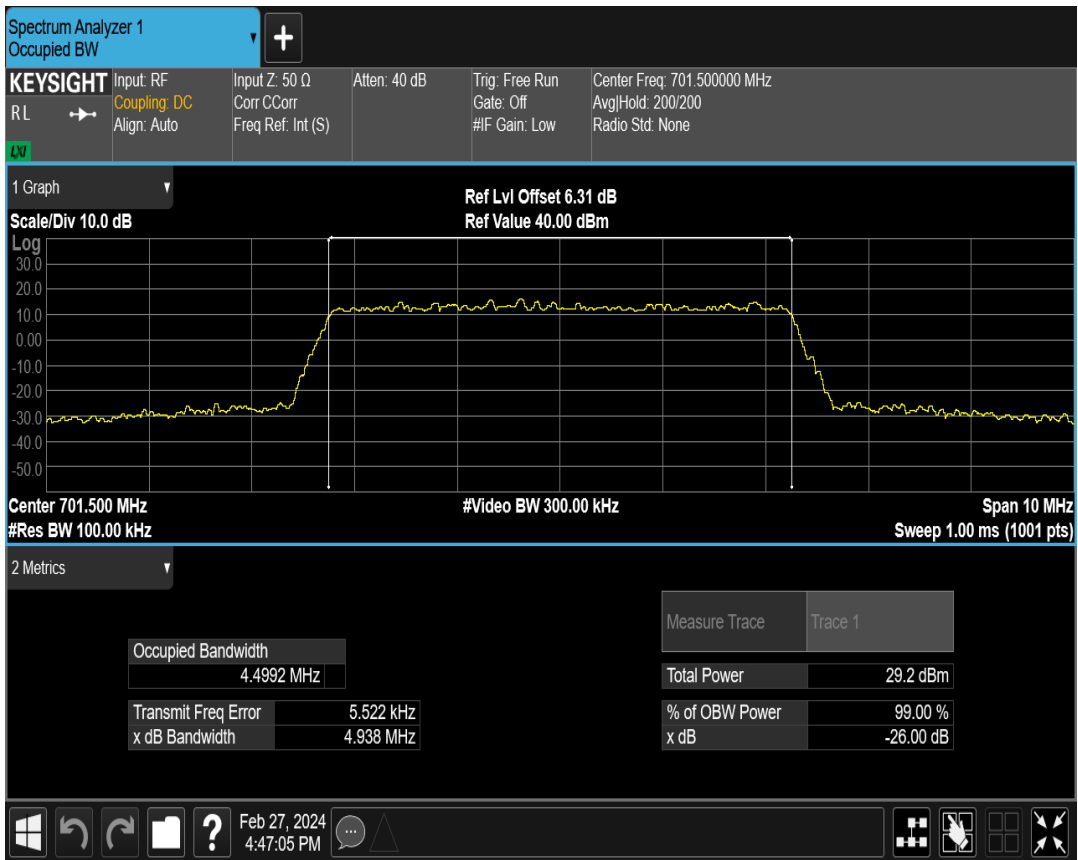 Spectrum Analyzer 1
Occupied BW
KEYSIGHT
RL
LXI
Input: RF
Coupling: DC
Align: Auto
Input Z: 50 Ω
Corr CCorr
Freq Ref: Int (S)
Atten: 40 dB
Trig: Free Run
Gate: Off
#IF Gain: Low
Center Freq: 701.500000 MHz
Avg|Hold: 200/200
Radio Std: None
1 Graph
Scale/Div 10.0 dB
Ref Lvl Offset 6.31 dB
Ref Value 40.00 dBm
Log
30.0
20.0
10.0
0.00
-10.0
-20.0
-30.0
-40.0
-50.0
Center 701.500 MHz
#Video BW 300.00 kHz
Span 10 MHz
#Res BW 100.00 kHz
Sweep 1.00 ms (1001 pts)
2 Metrics
Measure Trace Trace 1
Occupied Bandwidth
4.4992 MHz
Total Power 29.2 dBm
Transmit Freq Error 5.522 kHz
% of OBW Power 99.00 %
x dB Bandwidth 4.938 MHz
x dB -26.00 dB
Feb 27, 2024
4:47:05 PM